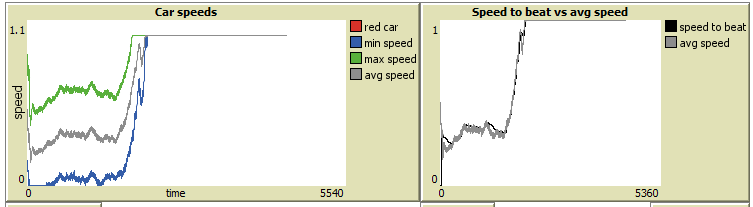 Car speeds
1.1
speed
0
0
time
5540
red car
min speed
max speed
avg speed
Speed to beat vs avg speed
1
0
0
5360
speed to beat
avg speed